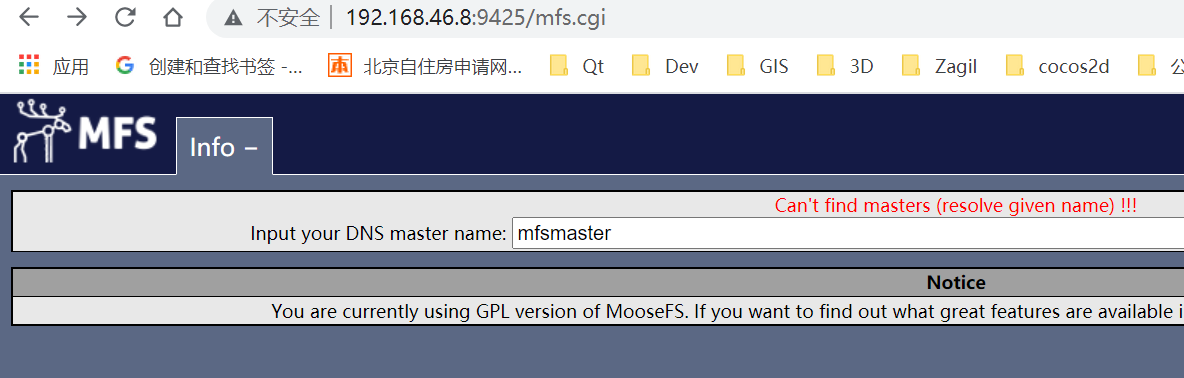 不安全 | 192.168.46.8:9425/mfs.cgi
应用 创建和查找书签 -... 本 北京自住房申请网... Qt Dev GIS 3D Zagil cocos2d 公
MFS Info −
Can't find masters (resolve given name) !!!
Input your DNS master name: mfsmaster
Notice
You are currently using GPL version of MooseFS. If you want to find out what great features are available i